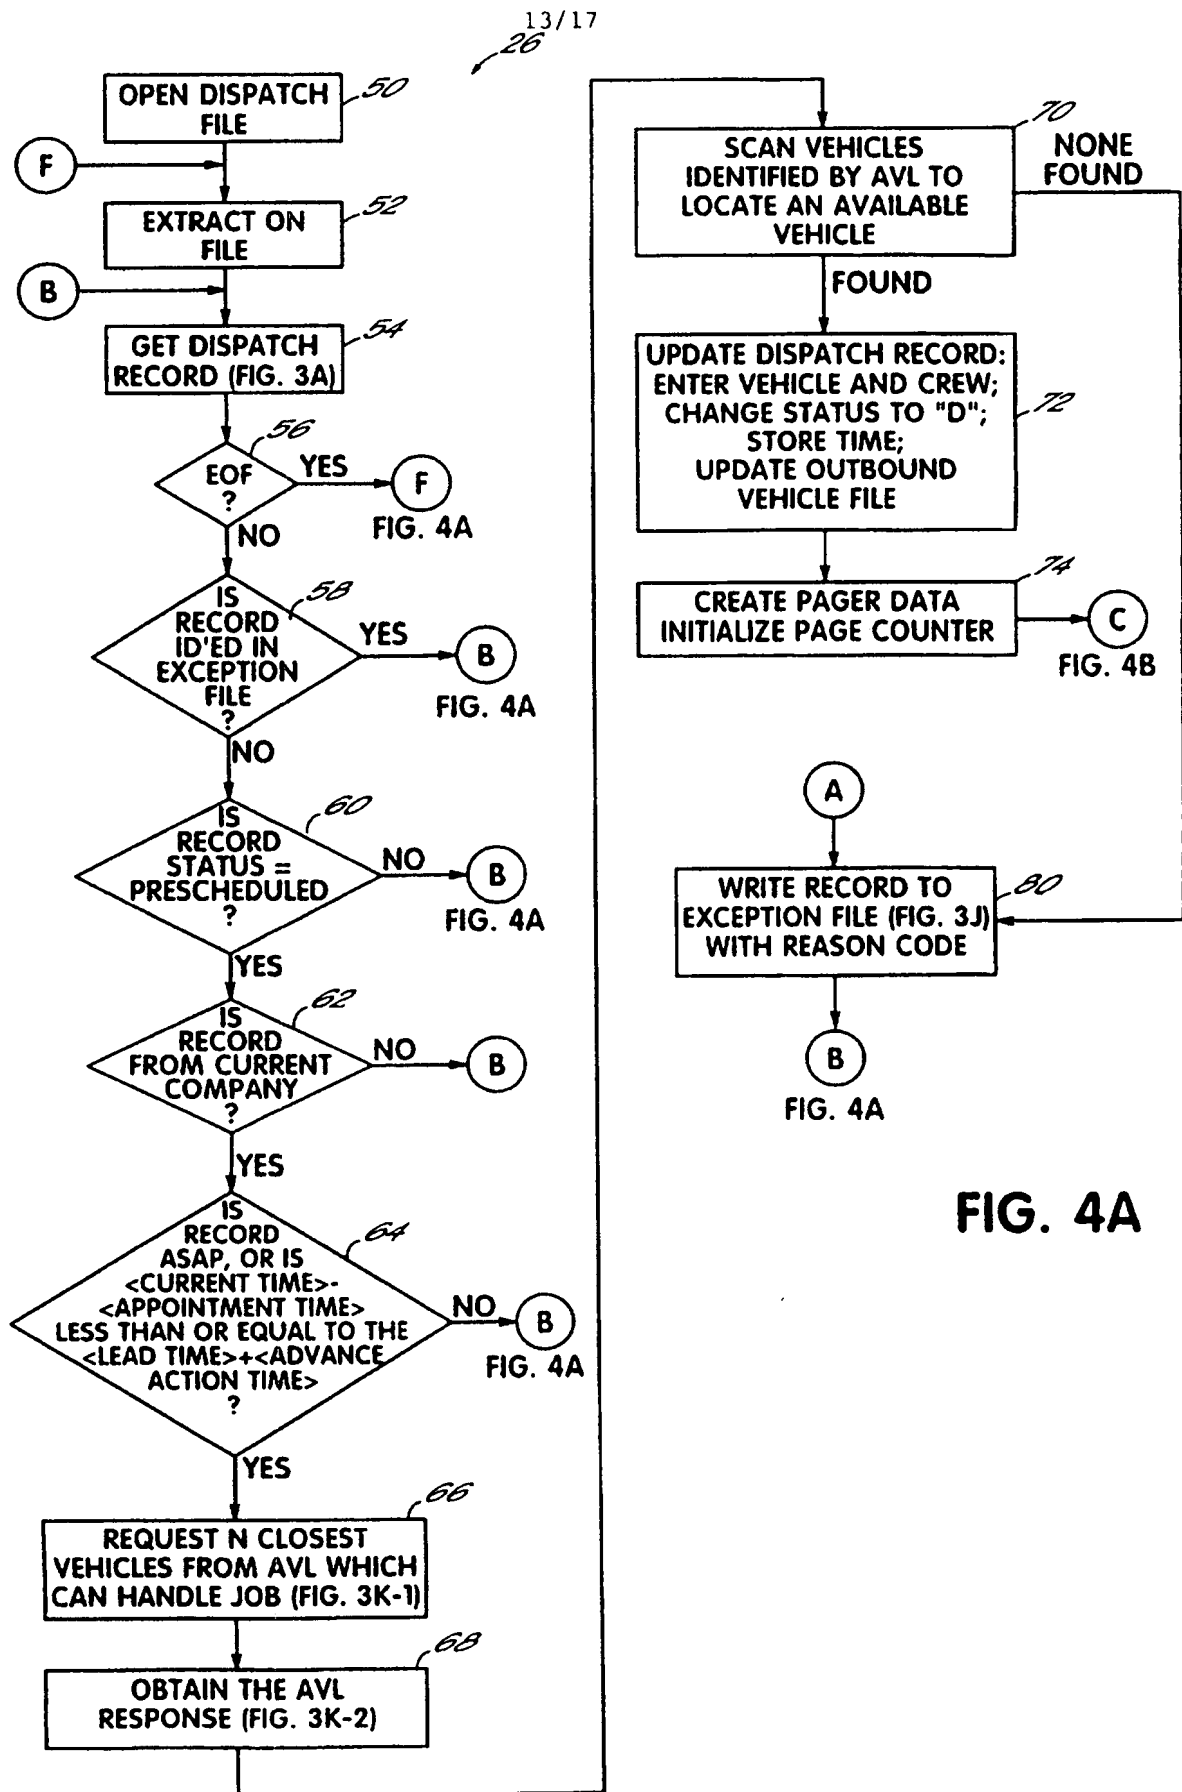 13/17
26
OPEN DISPATCH
FILE
50
F
EXTRACT ON
FILE
52
B
GET DISPATCH
RECORD (FIG. 3A)
54
56
EOF
?
YES
F
FIG. 4A
NO
58
IS
RECORD
ID'ED IN
EXCEPTION
FILE
?
YES
B
FIG. 4A
NO
60
IS
RECORD
STATUS =
PRESCHEDULED
?
NO
B
FIG. 4A
YES
62
IS
RECORD
FROM CURRENT
COMPANY
?
NO
B
YES
64
IS
RECORD
ASAP, OR IS
<CURRENT TIME>-
<APPOINTMENT TIME>
LESS THAN OR EQUAL TO THE
<LEAD TIME>+<ADVANCE
ACTION TIME>
?
NO
B
FIG. 4A
YES
66
REQUEST N CLOSEST
VEHICLES FROM AVL WHICH
CAN HANDLE JOB (FIG. 3K-1)
68
OBTAIN THE AVL
RESPONSE (FIG. 3K-2)
70
SCAN VEHICLES
IDENTIFIED BY AVL TO
LOCATE AN AVAILABLE
VEHICLE
NONE
FOUND
FOUND
UPDATE DISPATCH RECORD:
ENTER VEHICLE AND CREW;
CHANGE STATUS TO "D";
STORE TIME;
UPDATE OUTBOUND
VEHICLE FILE
72
74
CREATE PAGER DATA
INITIALIZE PAGE COUNTER
C
FIG. 4B
A
80
WRITE RECORD TO
EXCEPTION FILE (FIG. 3J)
WITH REASON CODE
B
FIG. 4A
FIG. 4A